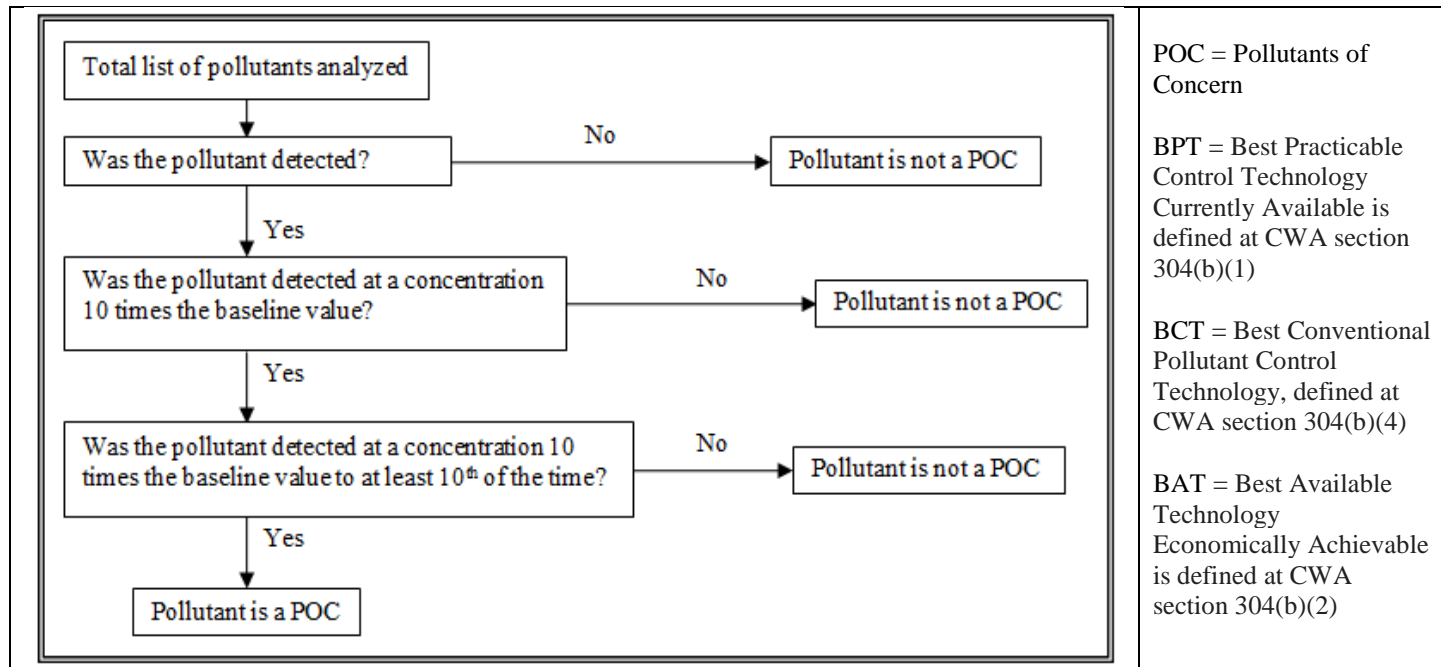 Total list of pollutants analyzed
Was the pollutant detected?
No
Pollutant is not a POC
Yes
Was the pollutant detected at a concentration
10 times the baseline value?
No
Pollutant is not a POC
Yes
Was the pollutant detected at a concentration 10
times the baseline value to at least 10th of the time?
No
Pollutant is not a POC
Yes
Pollutant is a POC
POC = Pollutants of
Concern
BPT = Best Practicable
Control Technology
Currently Available is
defined at CWA section
304(b)(1)
BCT = Best Conventional
Pollutant Control
Technology, defined at
CWA section 304(b)(4)
BAT = Best Available
Technology
Economically Achievable
is defined at CWA
section 304(b)(2)